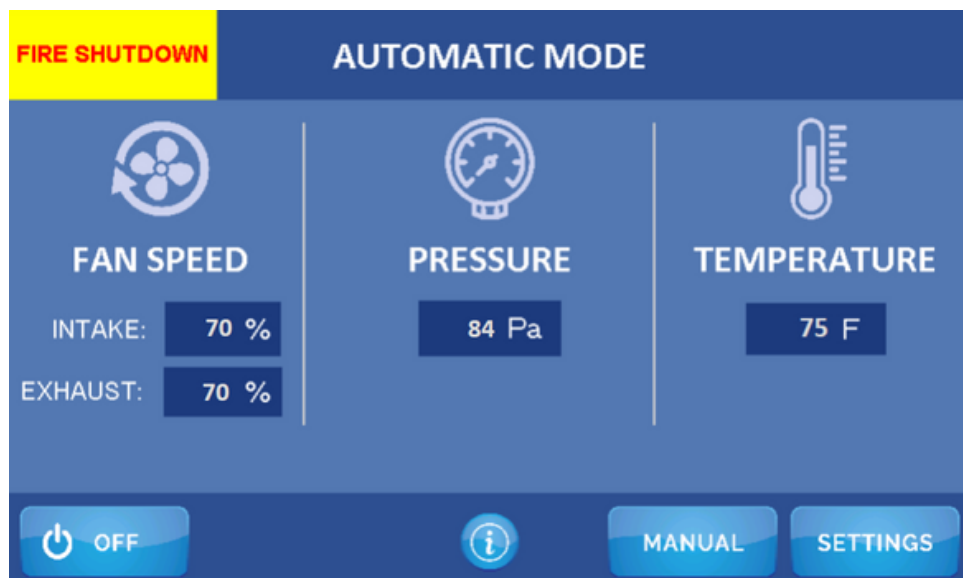 FIRE SHUTDOWN
AUTOMATIC MODE
FAN SPEED
INTAKE: 70 %
EXHAUST: 70 %
PRESSURE
84 Pa
TEMPERATURE
75 F
OFF
i
MANUAL
SETTINGS